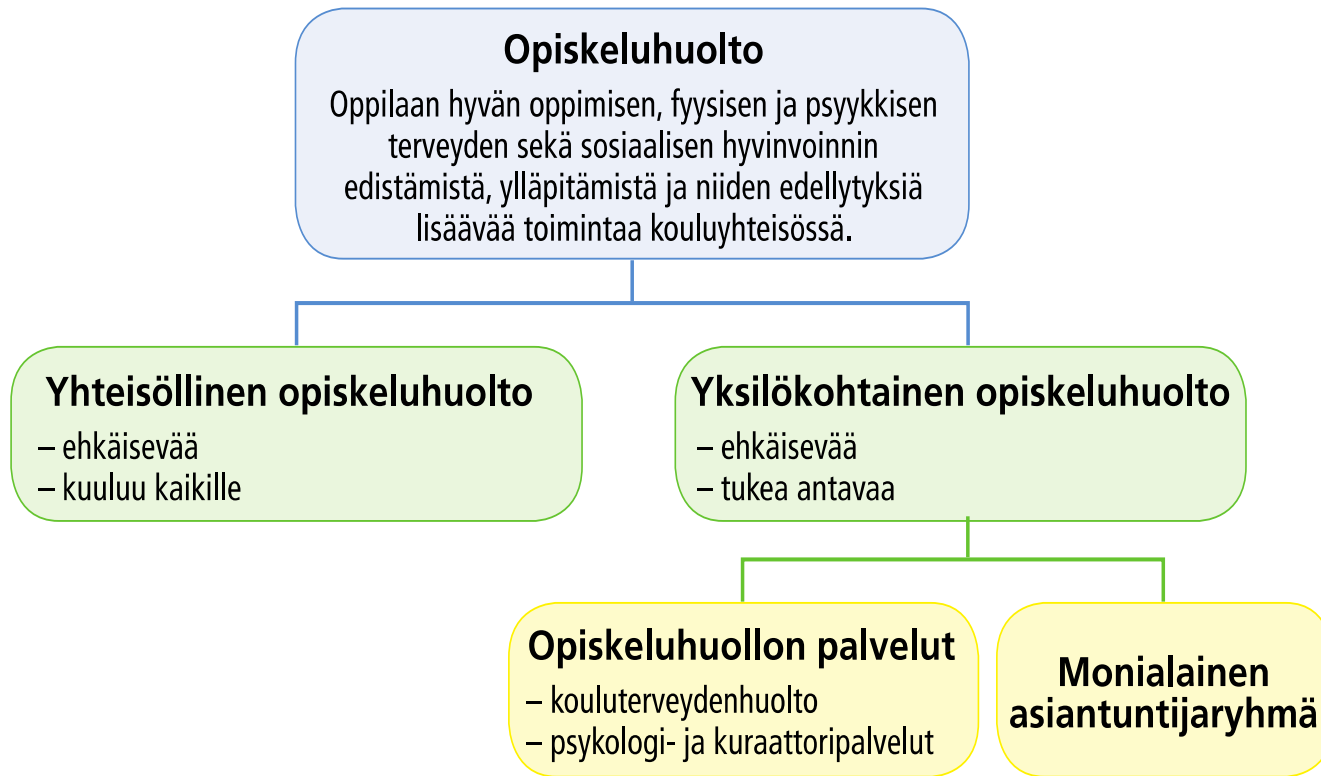 Opiskeluhuolto
Oppilaan hyvän oppimisen, fyysisen ja psyykkisen
terveyden sekä sosiaalisen hyvinvoinnin
edistämistä, ylläpitämistä ja niiden edellytyksiä
lisäävää toimintaa kouluyhteisössä.
Yhteisöllinen opiskeluhuolto
– ehkäisevää
– kuuluu kaikille
Yksilökohtainen opiskeluhuolto
– ehkäisevää
– tukea antavaa
Opiskeluhuollon palvelut
– kouluterveydenhuolto
– psykologi- ja kuraattoripalvelut
Monialainen
asiantuntijaryhmä